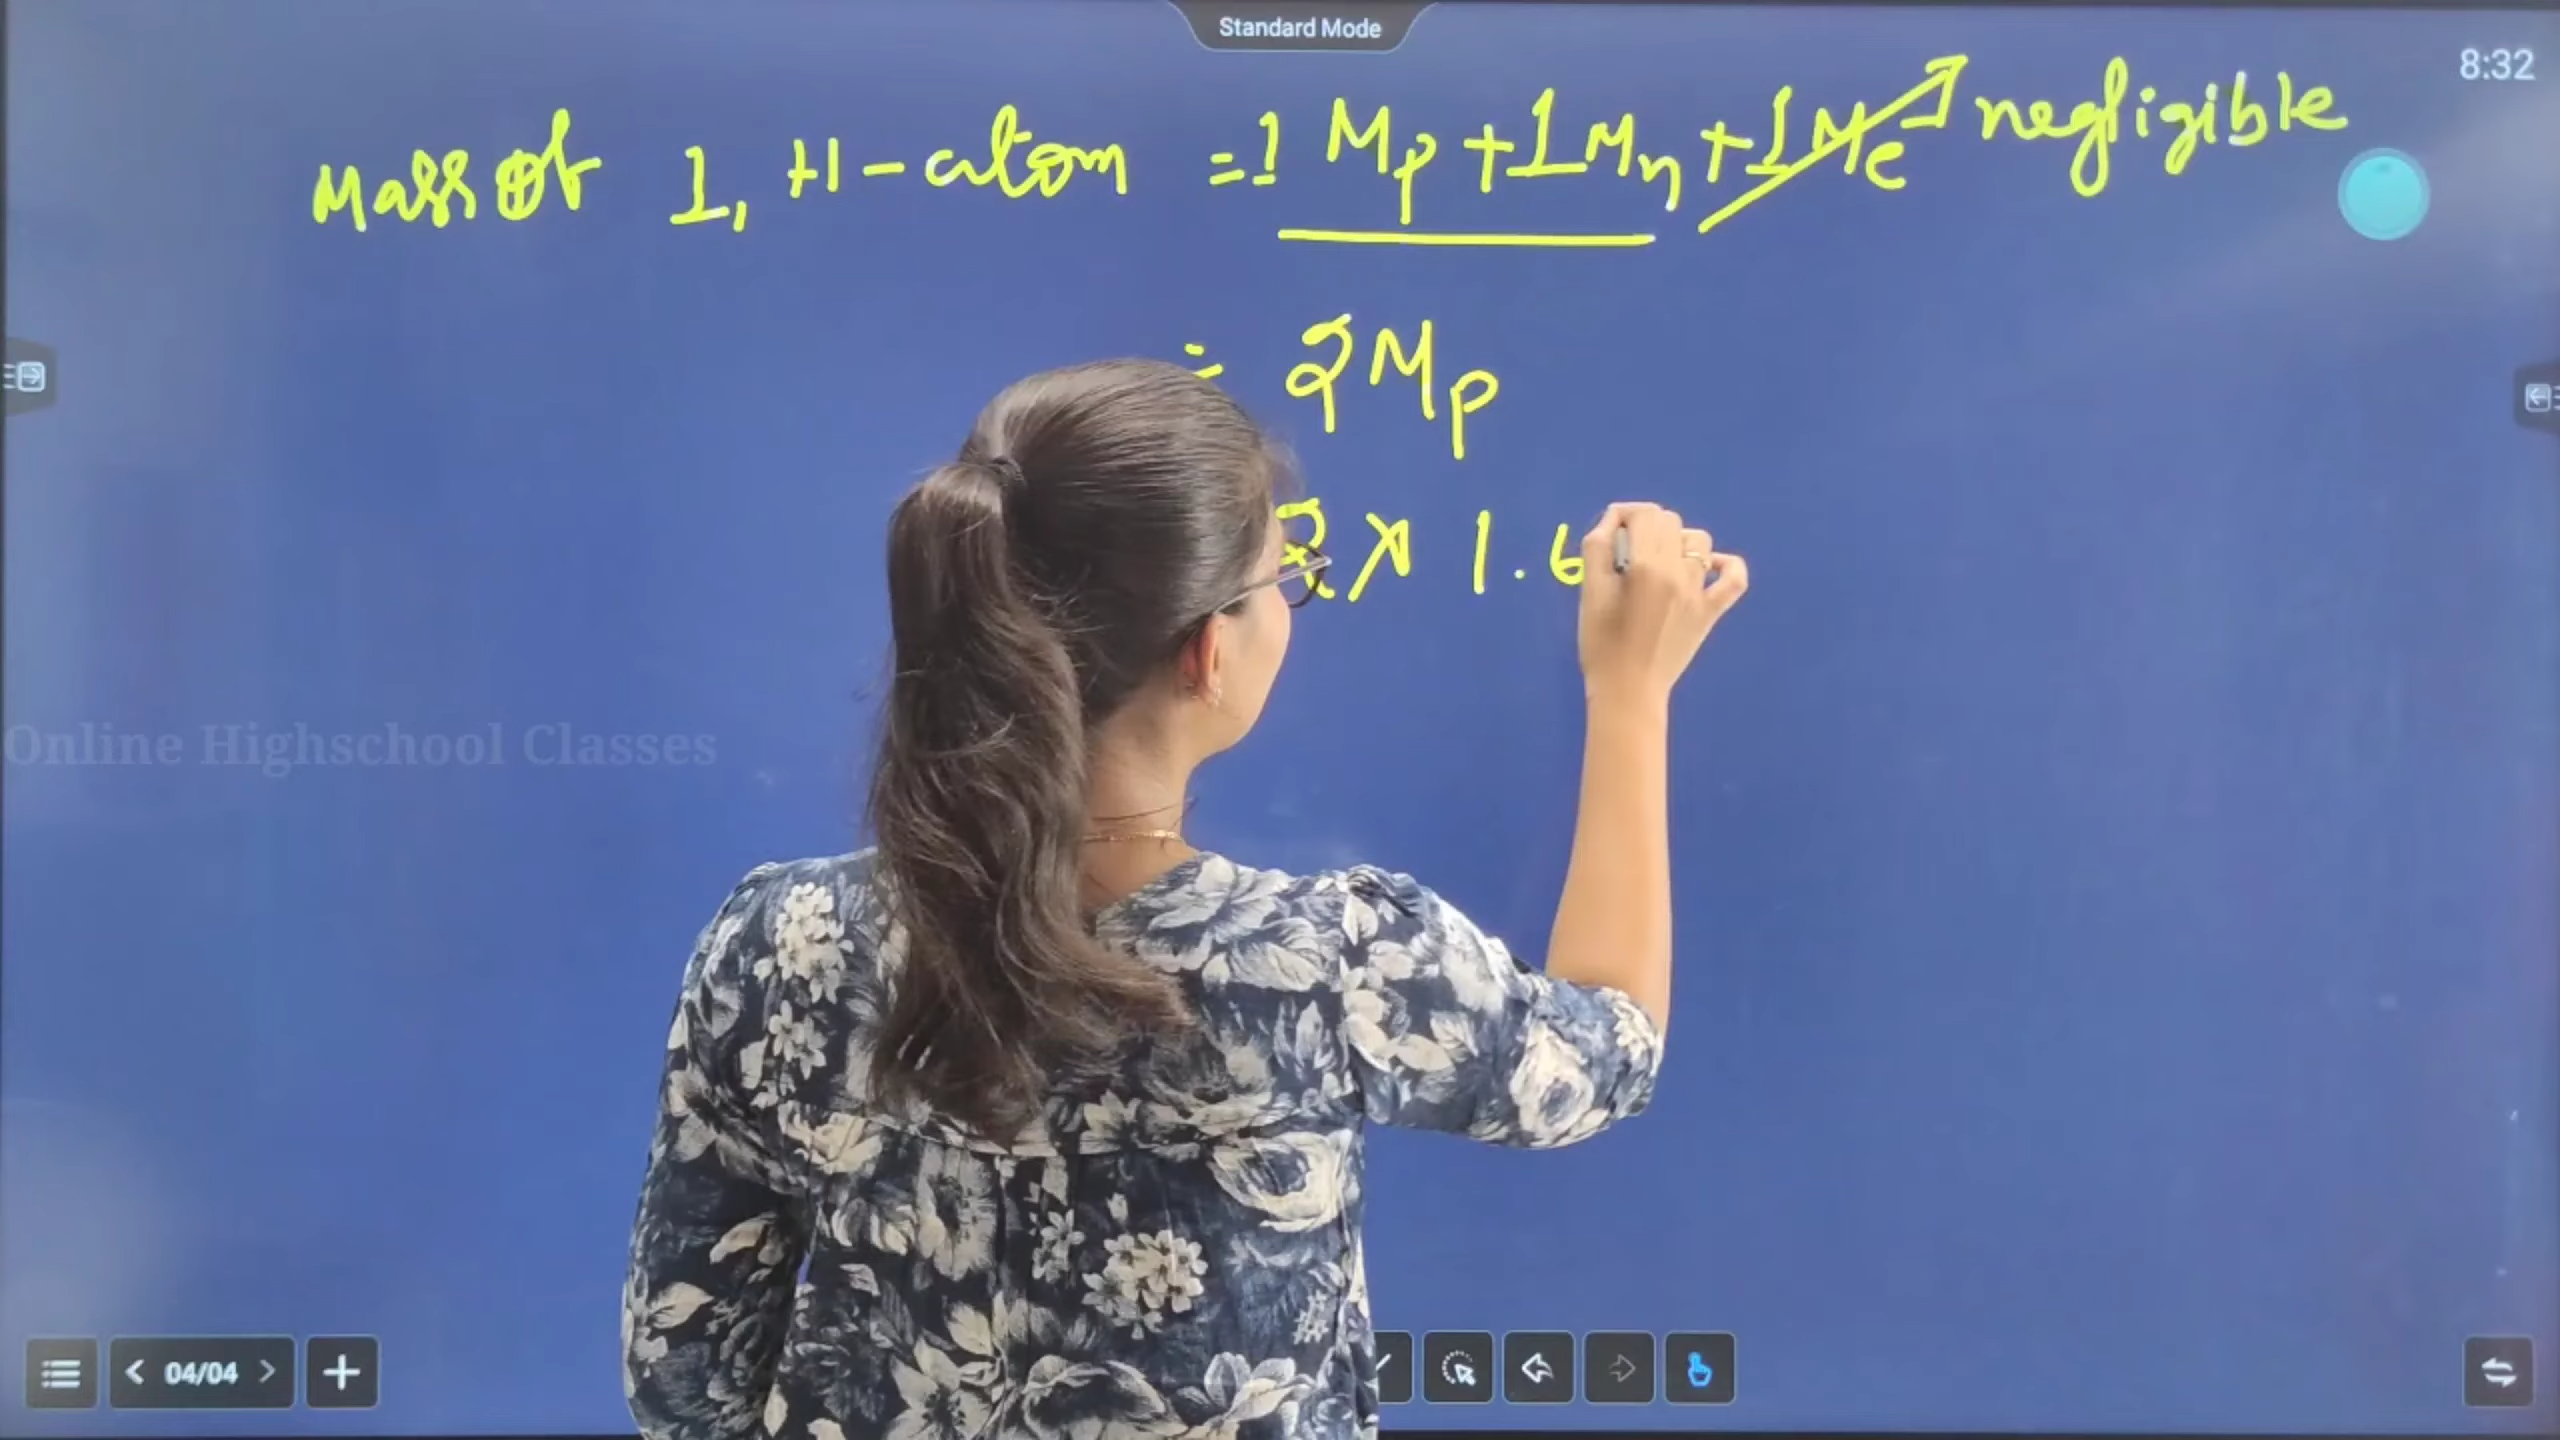 Standard Mode
8:32
Mass of 1, H-atom = 1 Mp + 1 Mn + 1 Me negligible
= 2Mp
2 × 1.6
Online Highschool Classes
04/04